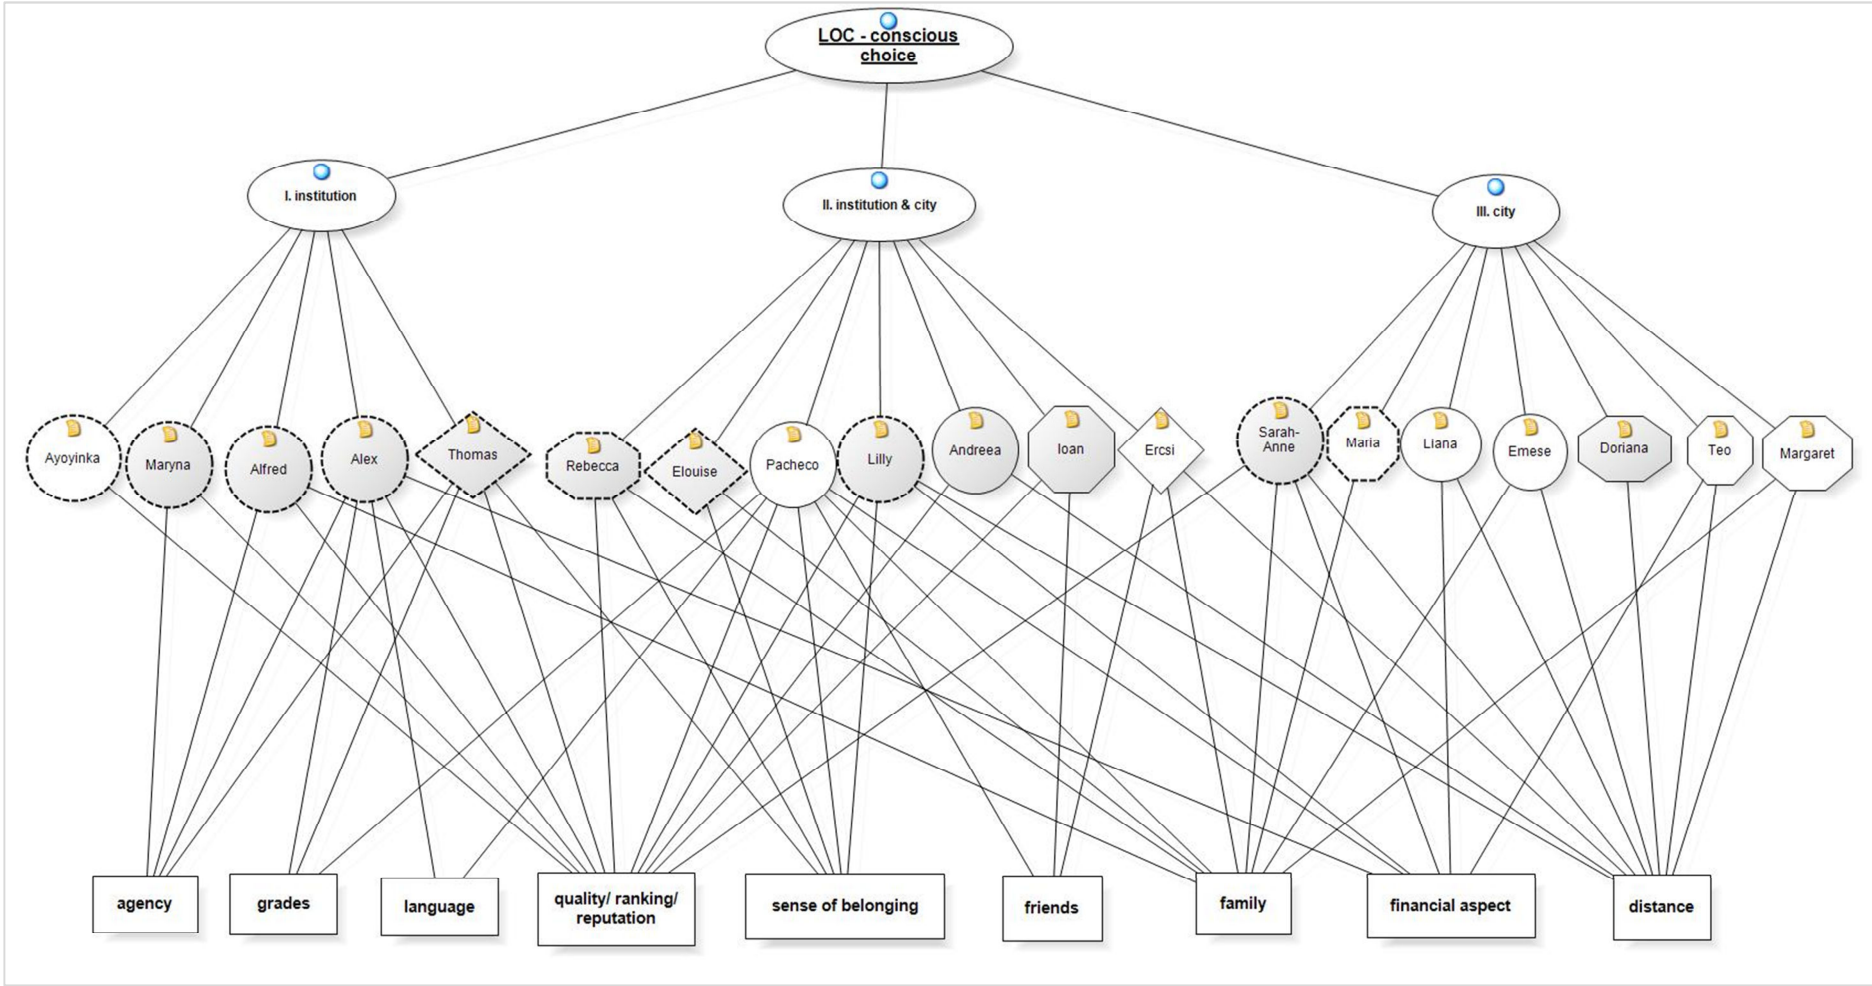 LOC - conscious
choice
I. institution
II. institution & city
III. city
Ayoyinka
Maryna
Alfred
Alex
Thomas
Rebecca
Elouise
Pacheco
Lilly
Andreea
Ioan
Ercsi
Sarah-
Anne
Maria
Liana
Emese
Doriana
Teo
Margaret
agency
grades
language
quality/ ranking/
reputation
sense of belonging
friends
family
financial aspect
distance